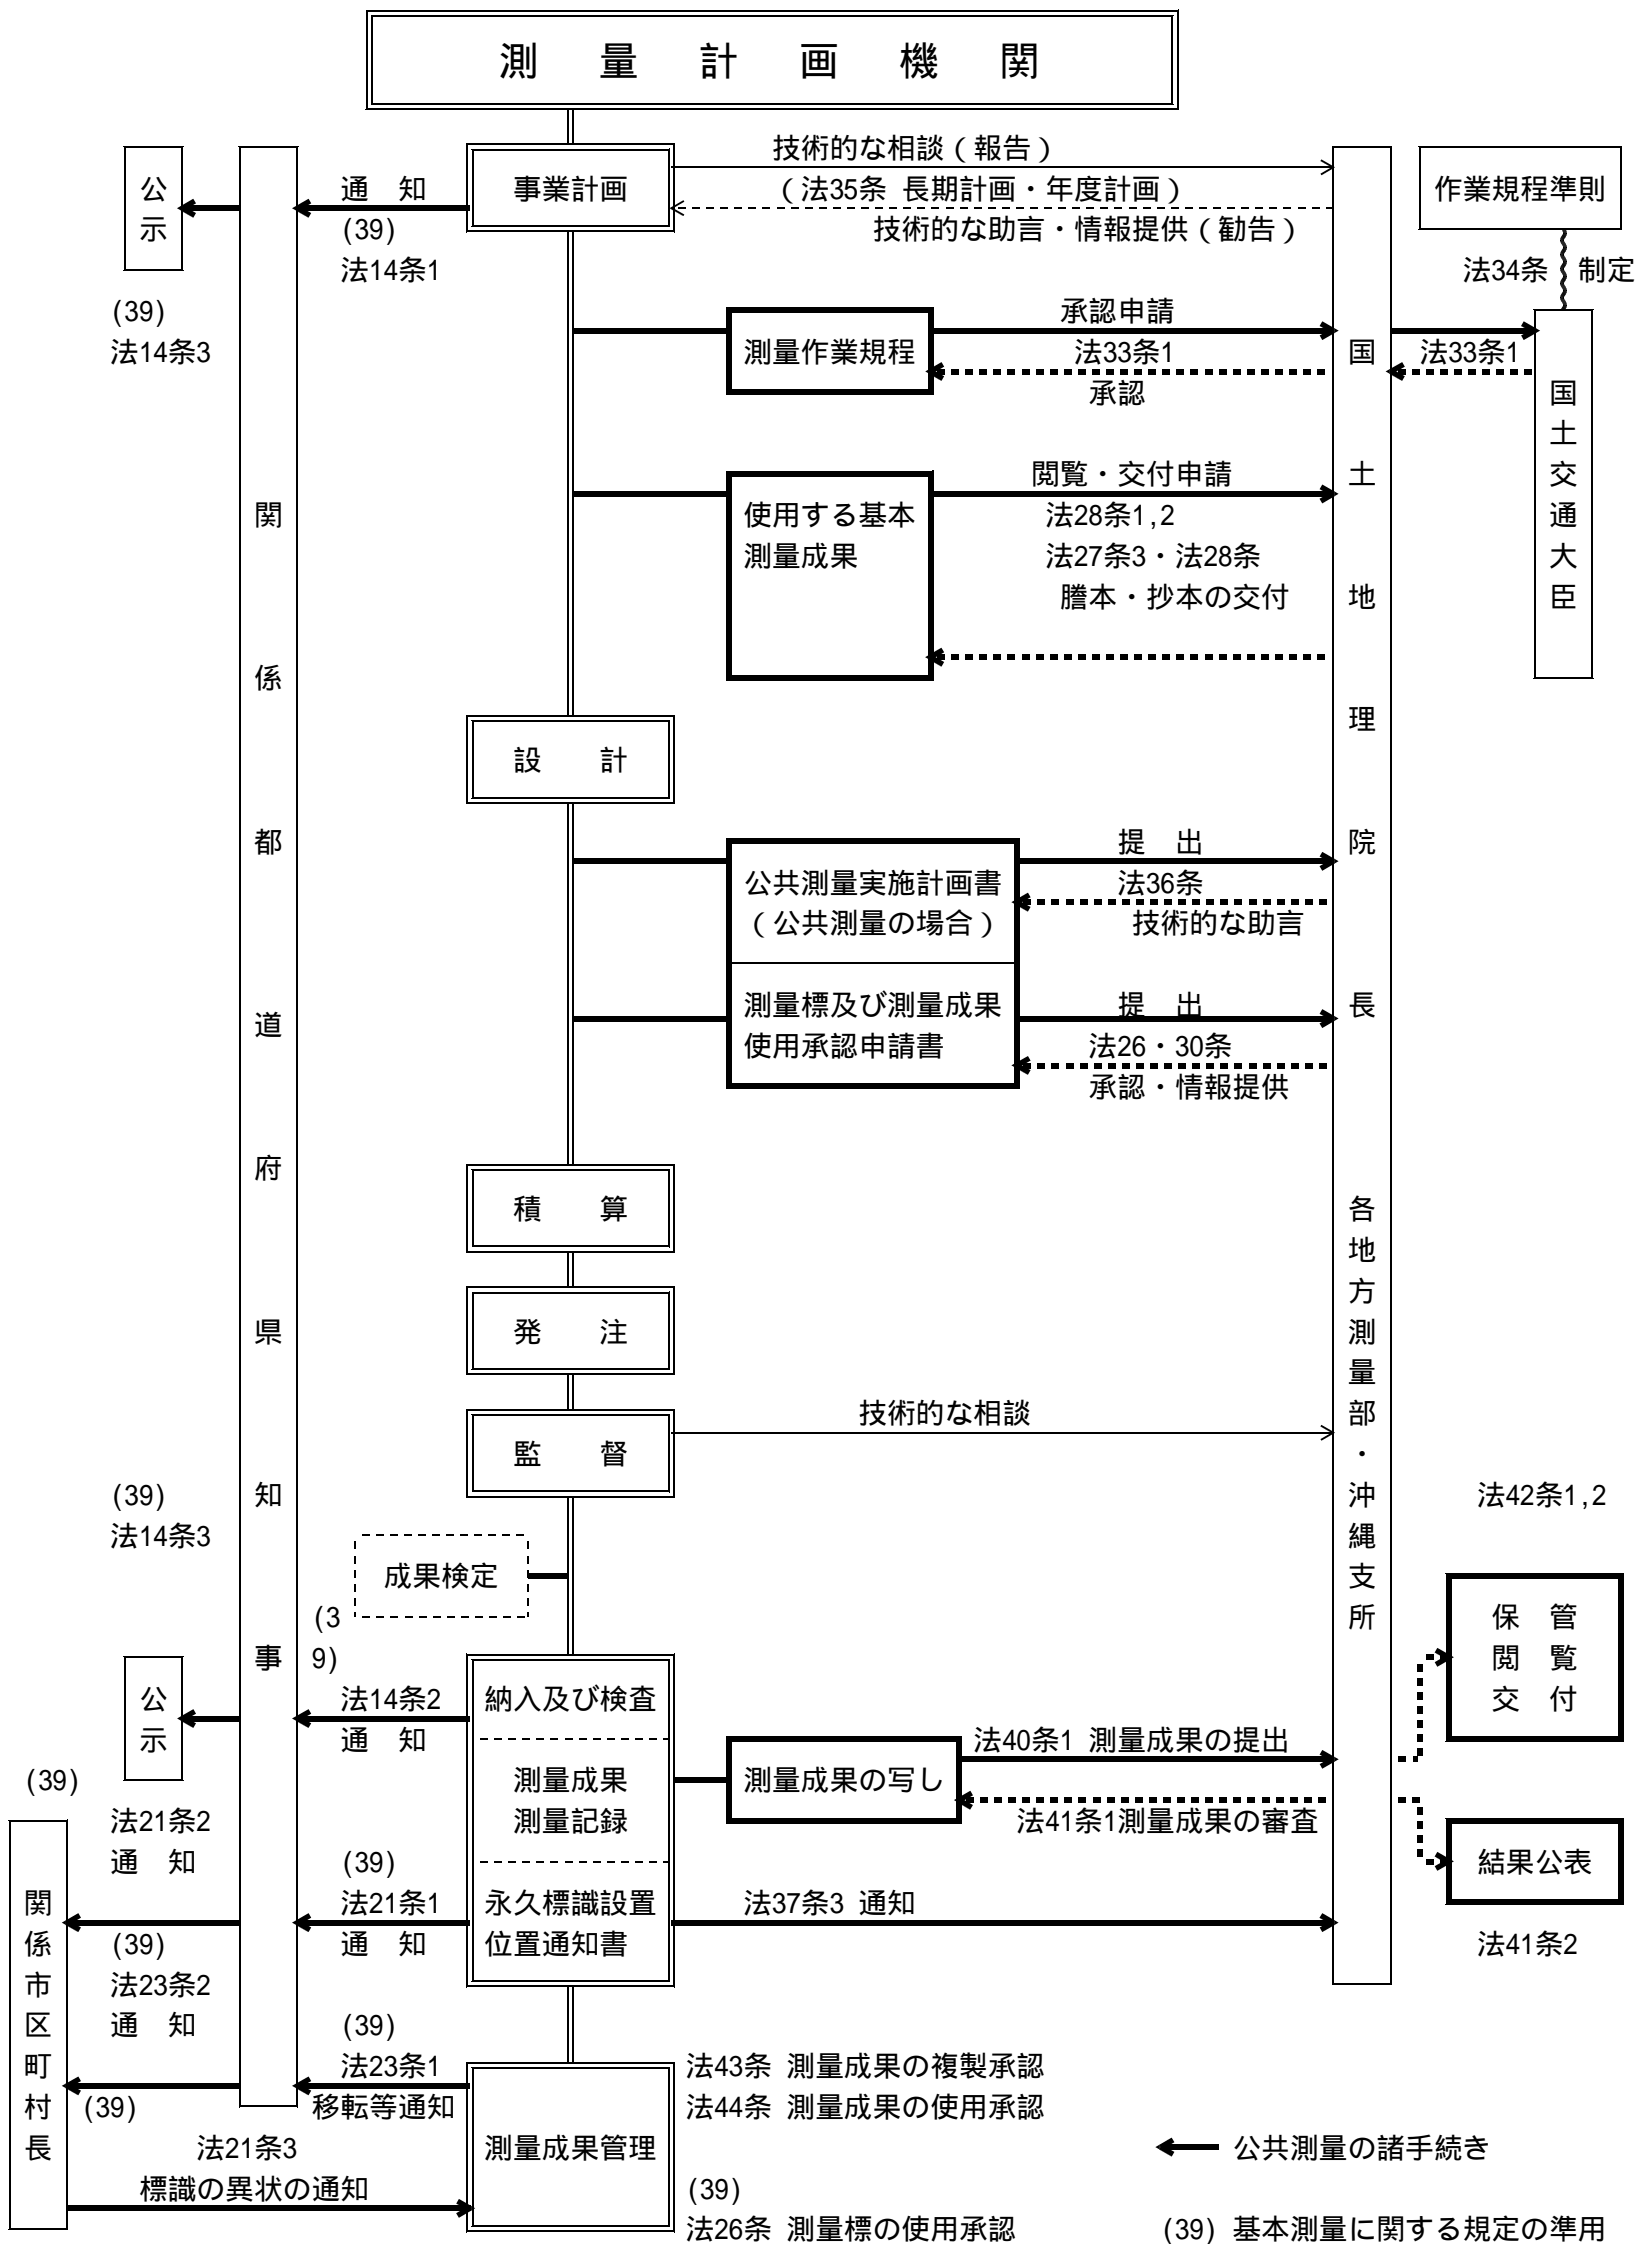 測　量　計　画　機　関
公示
通　知
(39)
法14条1
事業計画
技術的な相談（報告）
（法35条 長期計画・年度計画）
技術的な助言・情報提供（勧告）
作業規程準則
法34条　制定
(39)
法14条3
測量作業規程
承認申請
法33条1
承認
法33条1
国土交通大臣
使用する基本
測量成果
閲覧・交付申請
法28条1,2
法27条3・法28条
謄本・抄本の交付
関係都道府県知事
国土地理院長
各地方測量部・沖縄支所
設　　計
公共測量実施計画書
（公共測量の場合）
提　出
法36条
技術的な助言
測量標及び測量成果
使用承認申請書
提　出
法26・30条
承認・情報提供
積　　算
発　　注
監　　督
技術的な相談
(39)
法14条3
法42条1,2
成果検定
(3
9)
保　管
閲　覧
交　付
公示
法14条2
通　知
納入及び検査
測量成果
測量記録
測量成果の写し
法40条1 測量成果の提出
法41条1測量成果の審査
(39)
法21条2
通　知
(39)
法21条1
通　知
永久標識設置
位置通知書
法37条3 通知
結果公表
法41条2
関係市区町村長
(39)
法23条2
通　知
(39)
(39)
法23条1
移転等通知
測量成果管理
法43条 測量成果の複製承認
法44条 測量成果の使用承認
法21条3
標識の異状の通知
(39)
法26条 測量標の使用承認
公共測量の諸手続き
(39) 基本測量に関する規定の準用